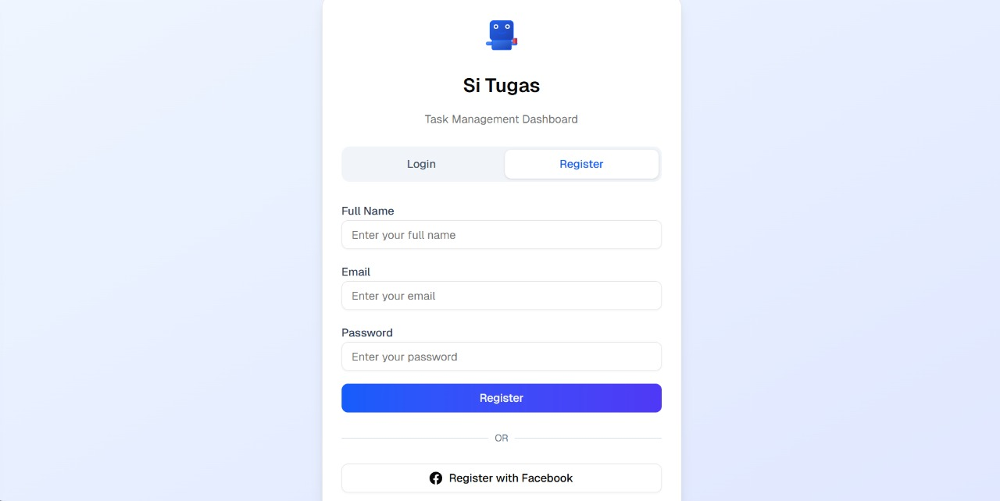 Si Tugas
Task Management Dashboard
Login
Register
Full Name
Enter your full name
Email
Enter your email
Password
Enter your password
Register
OR
Register with Facebook